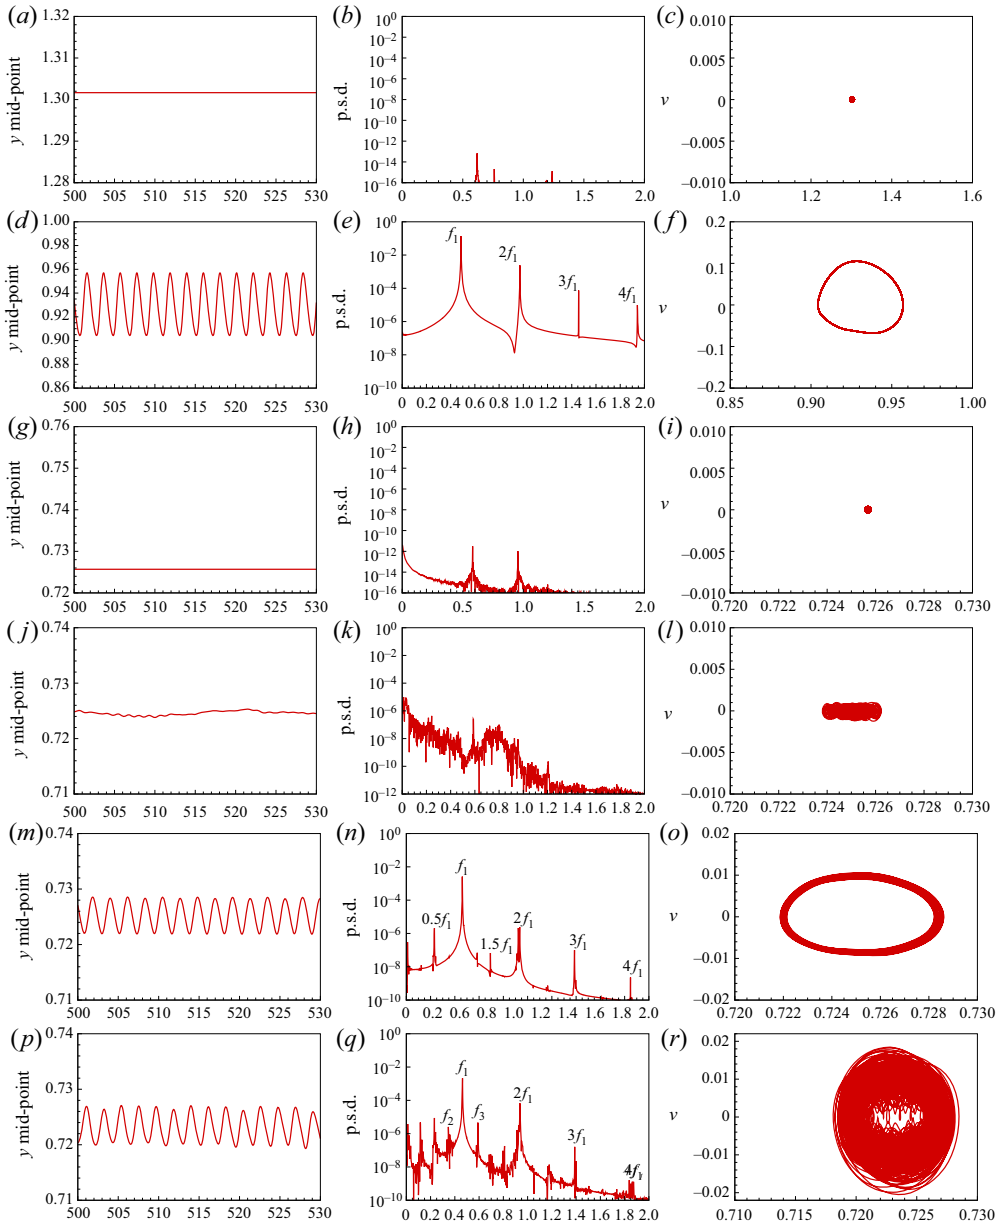 (a)
y mid-point
1.32
1.31
1.30
1.29
1.28
500 505 510 515 520 525 530
(b)
p.s.d.
10⁰
10⁻²
10⁻⁴
10⁻⁶
10⁻⁸
10⁻¹²
10⁻¹⁴
10⁻¹⁶
0 0.5 1.0 1.5 2.0
(c)
v
0.010
0.005
0
–0.005
–0.010
1.0 1.2 1.4 1.6
(d)
y mid-point
1.00
0.98
0.96
0.94
0.92
0.90
0.88
0.86
500 505 510 515 520 525 530
(e)
p.s.d.
10⁰
10⁻²
10⁻⁴
10⁻⁶
10⁻⁸
10⁻¹⁰
f₁
2f₁
3f₁
4f₁
0 0.2 0.4 0.6 0.8 1.0 1.2 1.4 1.6 1.8 2.0
(f)
v
0.2
0.1
0
–0.1
–0.2
0.85 0.90 0.95 1.00
(g)
y mid-point
0.76
0.75
0.74
0.73
0.72
500 505 510 515 520 525 530
(h)
p.s.d.
10⁰
10⁻²
10⁻⁴
10⁻⁶
10⁻⁸
10⁻¹⁰
10⁻¹²
10⁻¹⁴
10⁻¹⁶
0 0.5 1.0 1.5 2.0
(i)
v
0.010
0.005
0
–0.005
–0.010
0.720 0.722 0.724 0.726 0.728 0.730
(j)
y mid-point
0.74
0.73
0.72
0.71
500 505 510 515 520 525 530
(k)
p.s.d.
10⁰
10⁻²
10⁻⁴
10⁻⁶
10⁻⁸
10⁻¹⁰
10⁻¹²
0 0.2 0.4 0.6 0.8 1.0 1.2 1.4 1.6 1.8 2.0
(l)
v
0.010
0.005
0
–0.005
–0.010
0.720 0.722 0.724 0.726 0.728 0.730
(m)
y mid-point
0.74
0.73
0.72
0.71
500 505 510 515 520 525 530
(n)
p.s.d.
10⁰
10⁻²
10⁻⁴
10⁻⁶
10⁻⁸
10⁻¹⁰
f₁
0.5f₁
1.5f₁
2f₁
3f₁
4f₁
0 0.2 0.4 0.6 0.8 1.0 1.2 1.4 1.6 1.8 2.0
(o)
v
0.02
0.01
0
–0.01
–0.02
0.720 0.722 0.724 0.726 0.728 0.730
(p)
y mid-point
0.74
0.73
0.72
0.71
500 505 510 515 520 525 530
(q)
p.s.d.
10⁰
10⁻²
10⁻⁴
10⁻⁶
10⁻⁸
10⁻¹⁰
f₁
f₂
f₃
2f₁
3f₁
4f₁
0 0.2 0.4 0.6 0.8 1.0 1.2 1.4 1.6 1.8 2.0
(r)
v
0.02
0.01
0
–0.01
–0.02
0.710 0.715 0.720 0.725 0.730